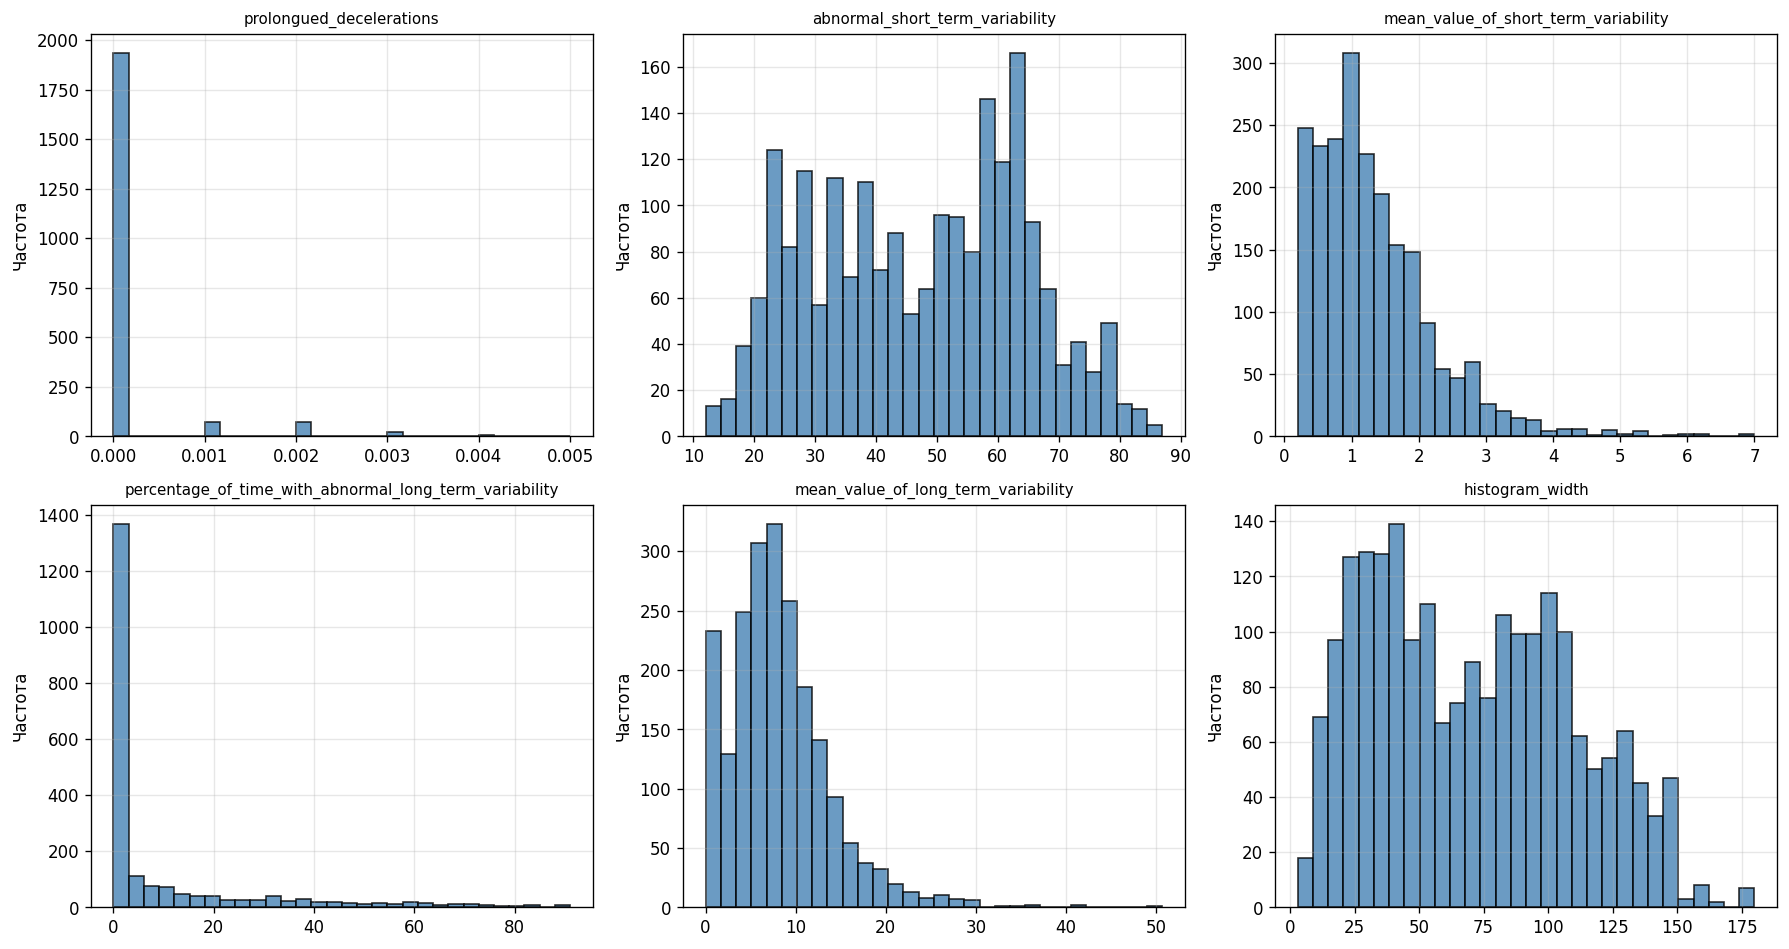 prolongued_decelerations
abnormal_short_term_variability
mean_value_of_short_term_variability
Частота
2000
1750
1500
1250
1000
750
500
250
0
0.000 0.001 0.002 0.003 0.004 0.005
Частота
160
140
120
100
80
60
40
20
0
10 20 30 40 50 60 70 80 90
Частота
300
250
200
150
100
50
0
0 1 2 3 4 5 6 7
percentage_of_time_with_abnormal_long_term_variability
mean_value_of_long_term_variability
histogram_width
Частота
1400
1200
1000
800
600
400
200
0
0 20 40 60 80
Частота
300
250
200
150
100
50
0
0 10 20 30 40 50
Частота
140
120
100
80
60
40
20
0
0 25 50 75 100 125 150 175